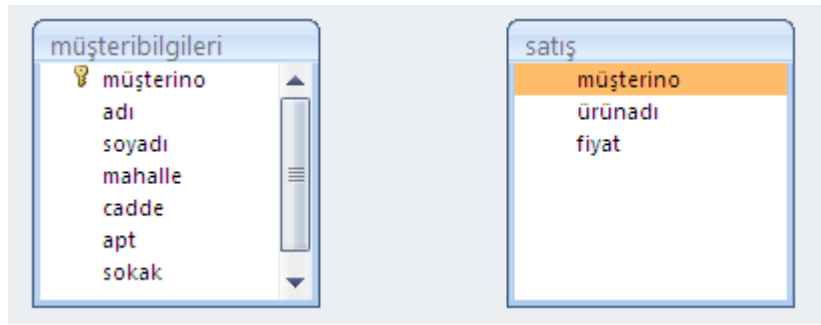 müşteribilgileri
müşterino
adı
soyadı
mahalle
cadde
apt
sokak
satış
müşterino
ürünadı
fiyat